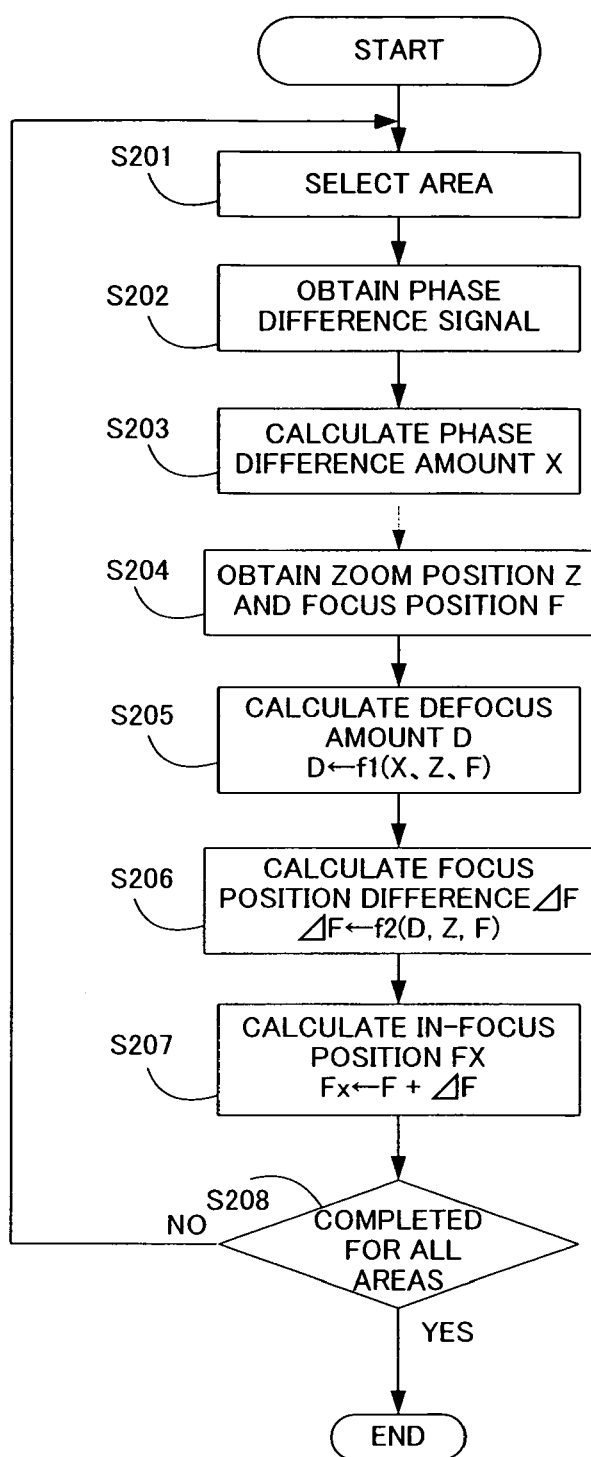 START
S201
SELECT AREA
S202
OBTAIN PHASE
DIFFERENCE SIGNAL
S203
CALCULATE PHASE
DIFFERENCE AMOUNT X
S204
OBTAIN ZOOM POSITION Z
AND FOCUS POSITION F
S205
CALCULATE DEFOCUS
AMOUNT D
D←f1(X、Z、F)
S206
CALCULATE FOCUS
POSITION DIFFERENCE⊿F
⊿F←f2(D, Z, F)
S207
CALCULATE IN-FOCUS
POSITION FX
Fx←F + ⊿F
S208
NO
COMPLETED
FOR ALL
AREAS
YES
END